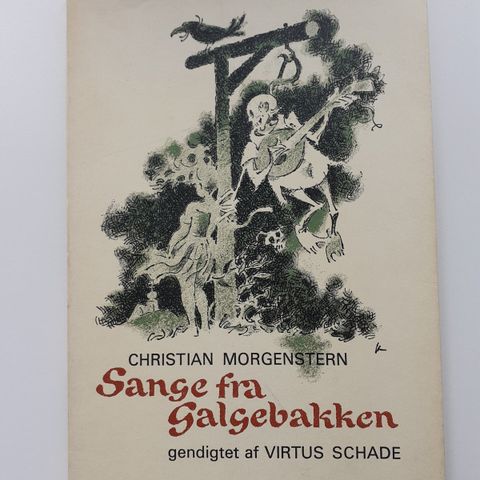 CHRISTIAN MORGENSTERN
Sange fra
Galgebakken
gendigtet af VIRTUS SCHADE